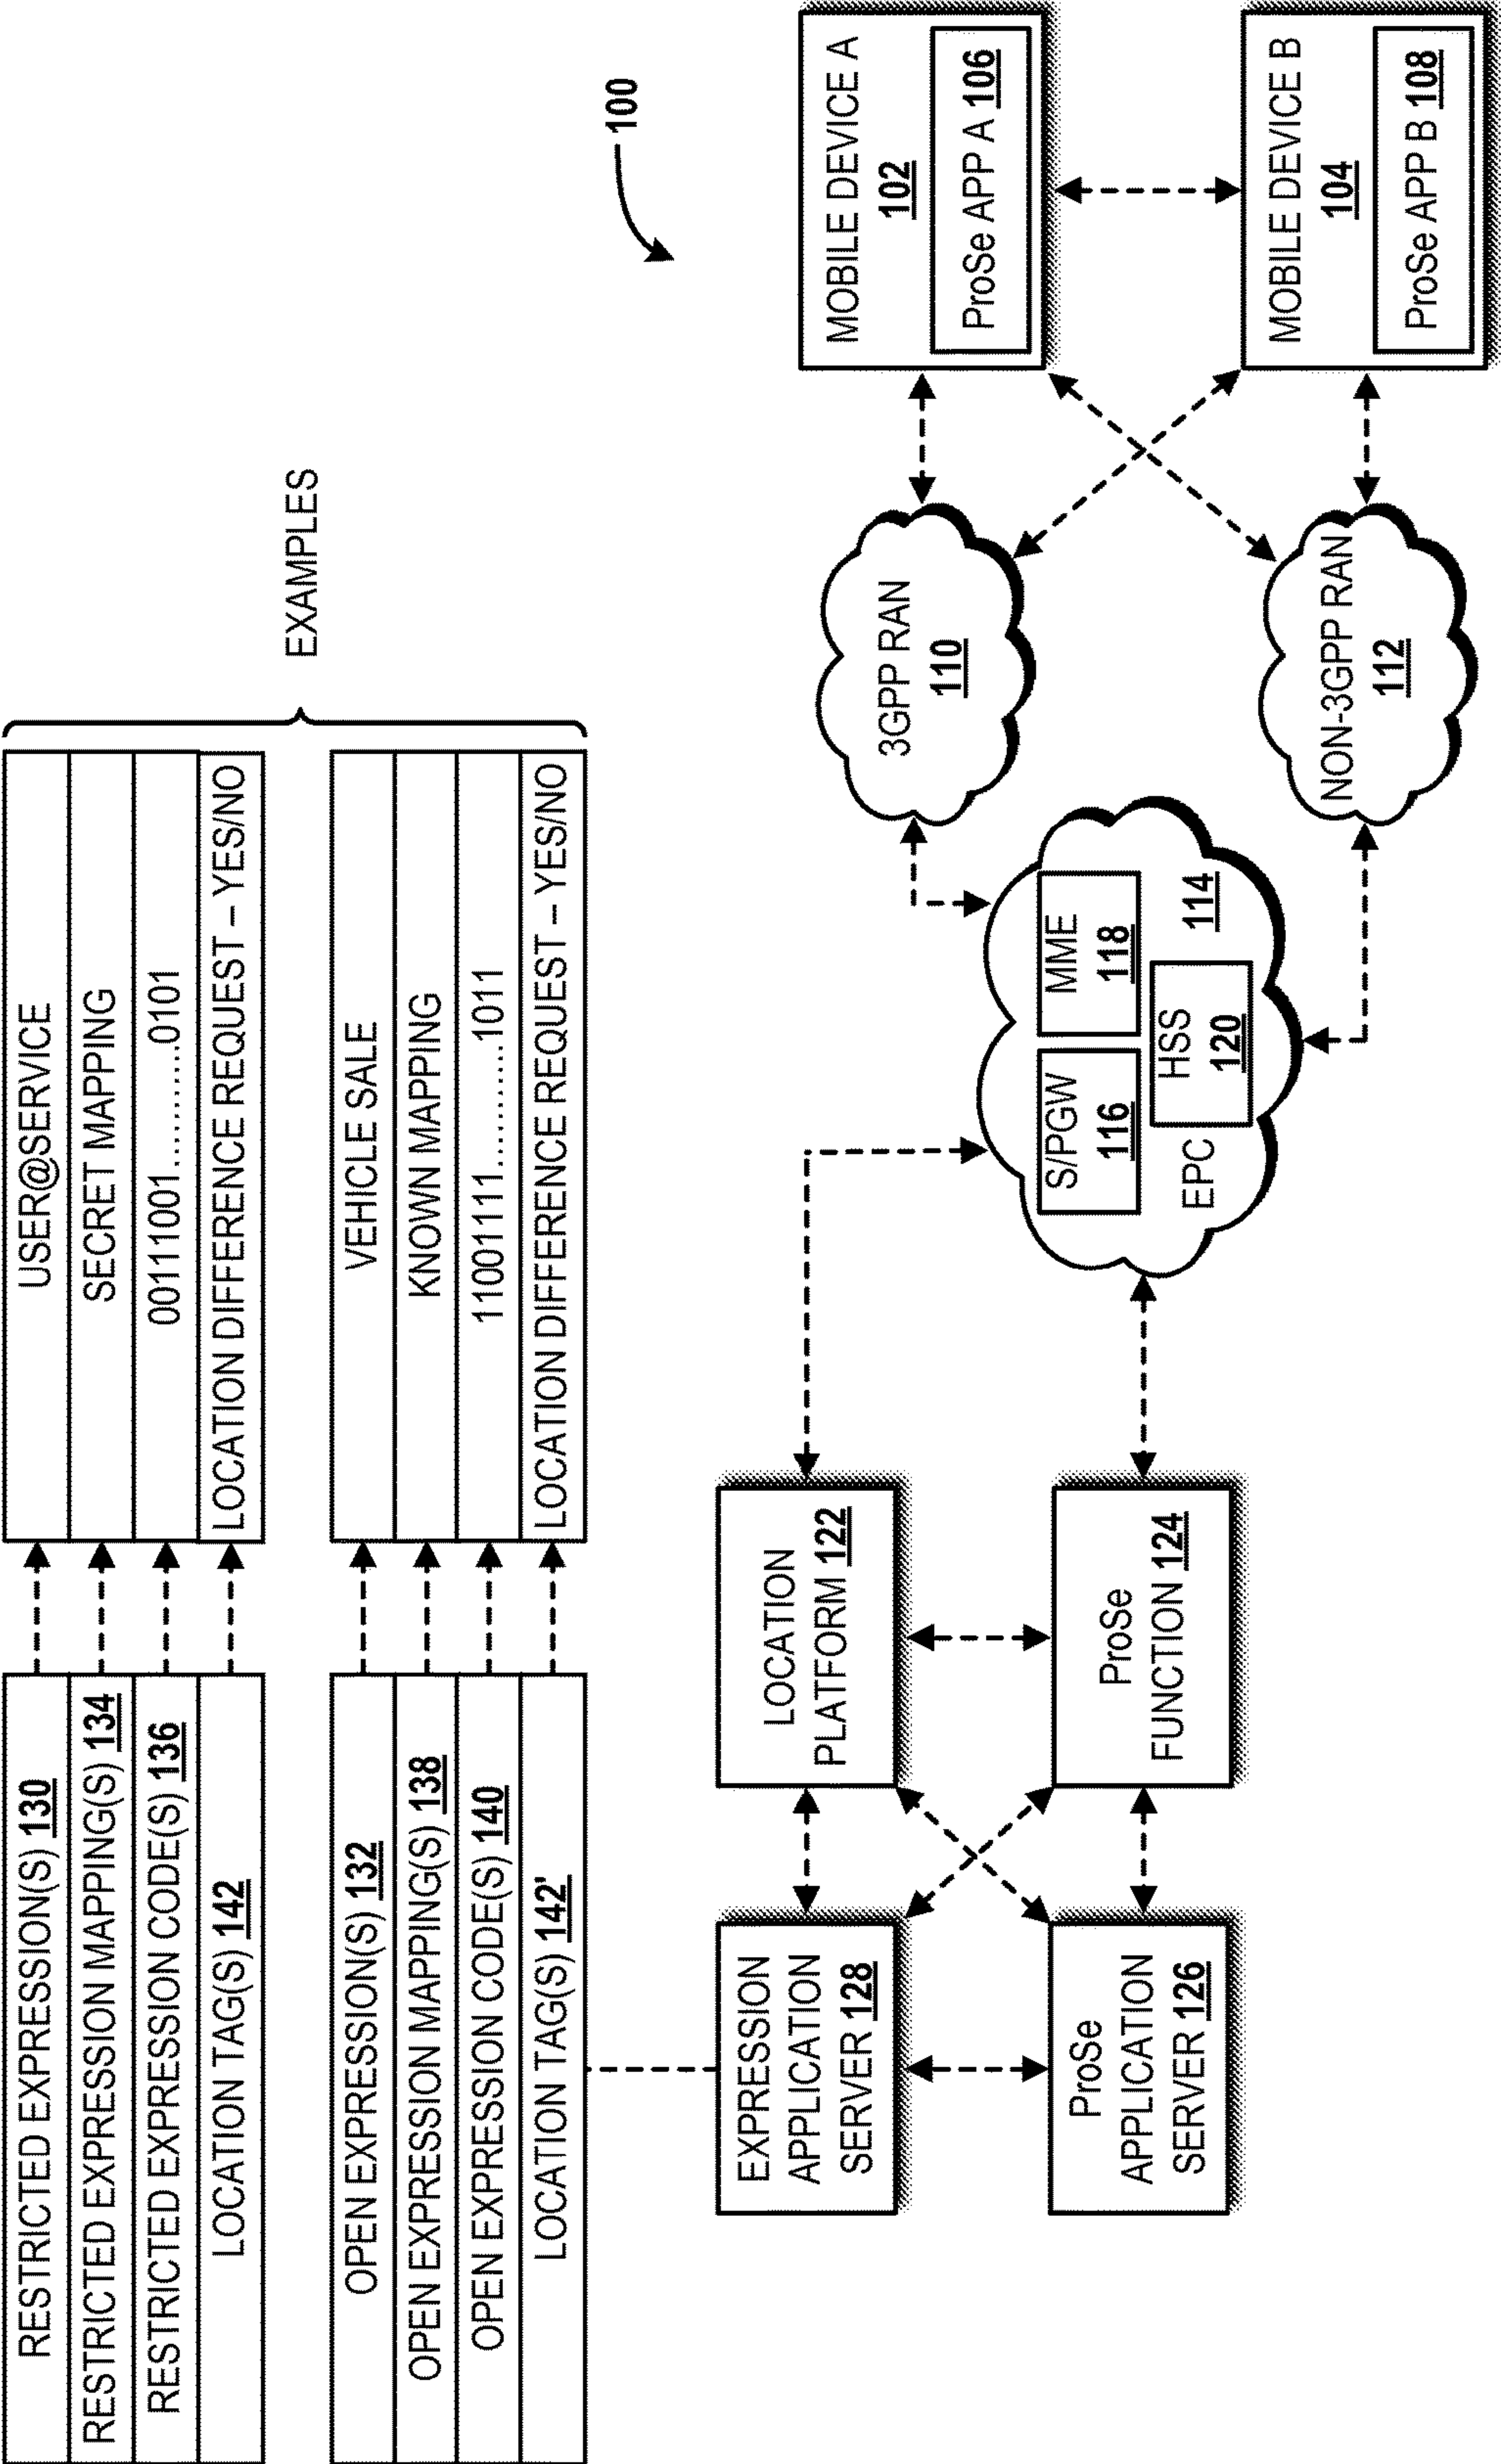 RESTRICTED EXPRESSION(S) 130
RESTRICTED EXPRESSION MAPPING(S) 134
RESTRICTED EXPRESSION CODE(S) 136
LOCATION TAG(S) 142
USER@SERVICE
SECRET MAPPING
00111001.........0101
LOCATION DIFFERENCE REQUEST – YES/NO
OPEN EXPRESSION(S) 132
OPEN EXPRESSION MAPPING(S) 138
OPEN EXPRESSION CODE(S) 140
LOCATION TAG(S) 142'
VEHICLE SALE
KNOWN MAPPING
11001111.........1011
LOCATION DIFFERENCE REQUEST – YES/NO
EXAMPLES
100
EXPRESSION
APPLICATION
SERVER 128
ProSe
APPLICATION
SERVER 126
LOCATION
PLATFORM 122
ProSe
FUNCTION 124
S/PGW
116
MME
118
HSS
120
EPC
114
3GPP RAN
110
NON-3GPP RAN
112
MOBILE DEVICE A
102
ProSe APP A 106
MOBILE DEVICE B
104
ProSe APP B 108